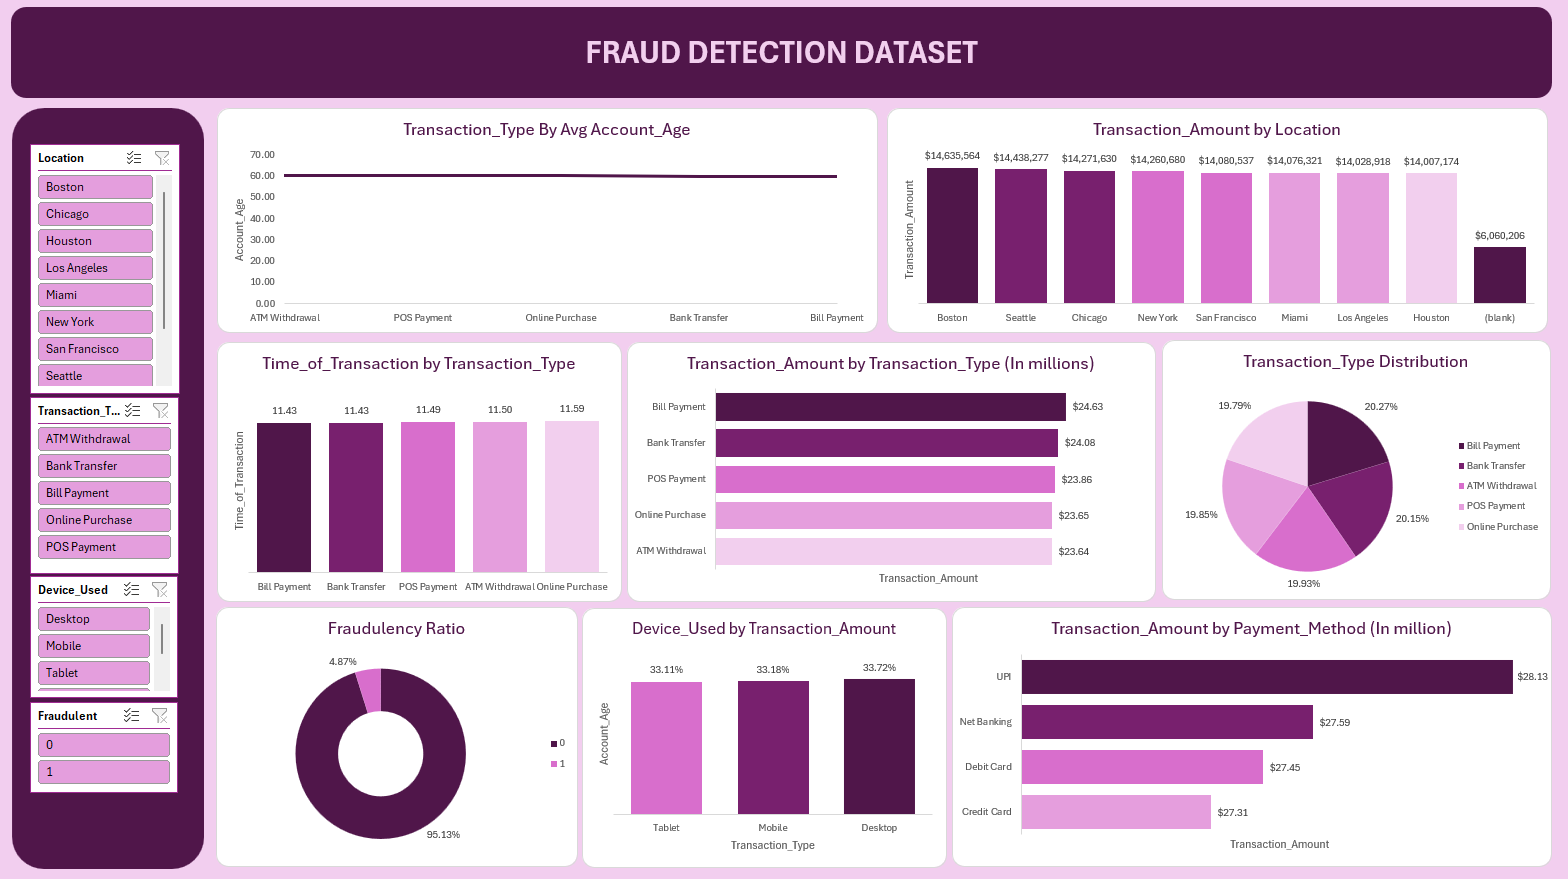 FRAUD DETECTION DATASET
Location
Boston
Chicago
Houston
Los Angeles
Miami
New York
San Francisco
Seattle
Transaction_T...
ATM Withdrawal
Bank Transfer
Bill Payment
Online Purchase
POS Payment
Device_Used
Desktop
Mobile
Tablet
Fraudulent
0
1
Transaction_Type By Avg Account_Age
Account_Age
70.00
60.00
50.00
40.00
30.00
20.00
10.00
0.00
ATM Withdrawal POS Payment Online Purchase Bank Transfer Bill Payment
Transaction_Amount by Location
Transaction_Amount
$14,635,564 $14,438,277 $14,271,630 $14,260,680 $14,080,537 $14,076,321 $14,028,918 $14,007,174
$6,060,206
Boston Seattle Chicago New York San Francisco Miami Los Angeles Houston (blank)
Time_of_Transaction by Transaction_Type
Time_of_Transaction
11.43 11.43 11.49 11.50 11.59
Bill Payment Bank Transfer POS Payment ATM Withdrawal Online Purchase
Transaction_Amount by Transaction_Type (In millions)
Bill Payment $24.63
Bank Transfer $24.08
POS Payment $23.86
Online Purchase $23.65
ATM Withdrawal $23.64
Transaction_Amount
Transaction_Type Distribution
19.79% 20.27%
19.85% 20.15%
19.93%
Bill Payment
Bank Transfer
ATM Withdrawal
POS Payment
Online Purchase
Fraudulency Ratio
4.87%
95.13%
0
1
Device_Used by Transaction_Amount
Account_Age
33.11% 33.18% 33.72%
Tablet Mobile Desktop
Transaction_Type
Transaction_Amount by Payment_Method (In million)
UPI $28.13
Net Banking $27.59
Debit Card $27.45
Credit Card $27.31
Transaction_Amount